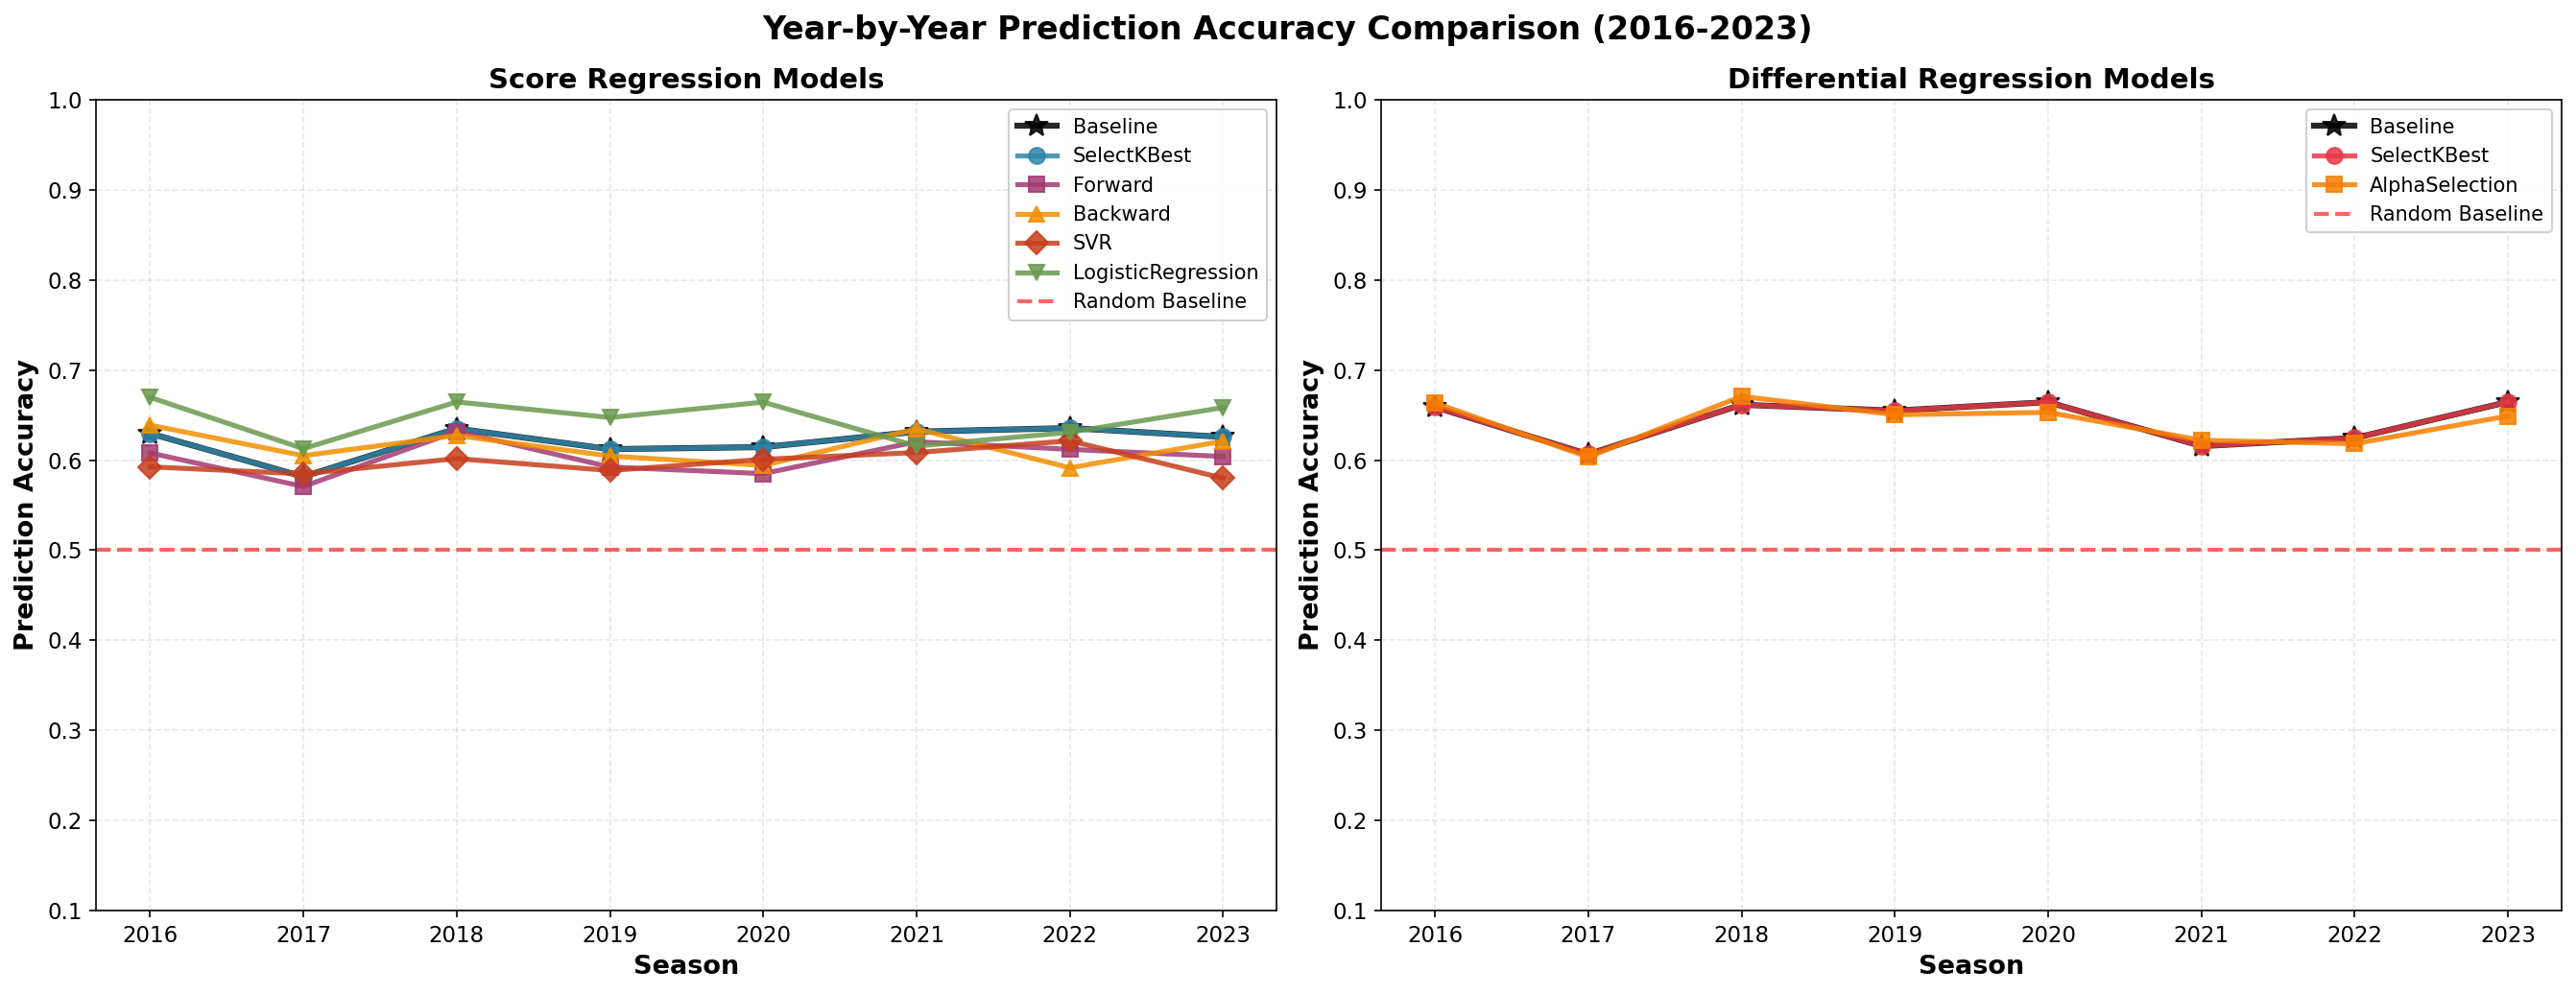 Year-by-Year Prediction Accuracy Comparison (2016-2023)
Score Regression Models
Prediction Accuracy
1.0
0.9
0.8
0.7
0.6
0.5
0.4
0.3
0.2
0.1
Baseline
SelectKBest
Forward
Backward
SVR
LogisticRegression
Random Baseline
2016 2017 2018 2019 2020 2021 2022 2023
Season
Differential Regression Models
Prediction Accuracy
1.0
0.9
0.8
0.7
0.6
0.5
0.4
0.3
0.2
0.1
Baseline
SelectKBest
AlphaSelection
Random Baseline
2016 2017 2018 2019 2020 2021 2022 2023
Season